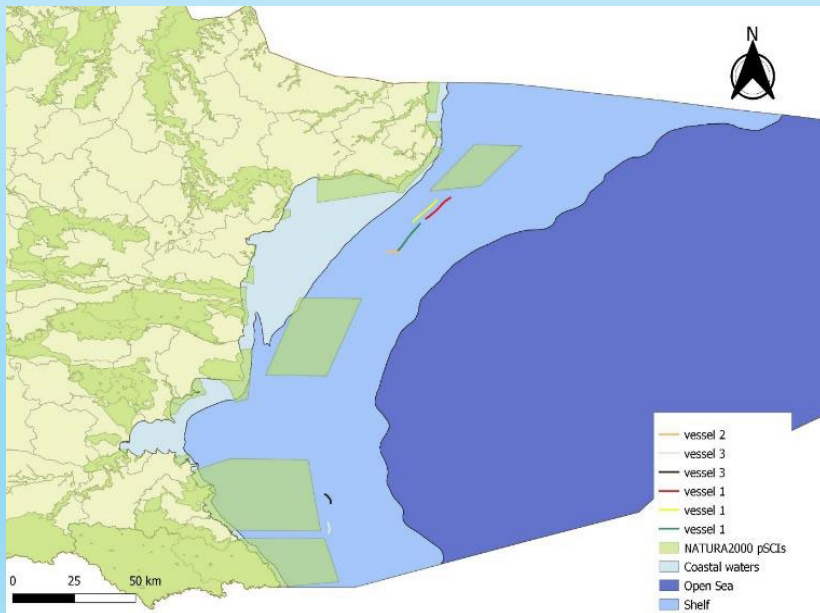 N
vessel 2
vessel 3
vessel 3
vessel 1
vessel 1
vessel 1
NATURA2000 pSCIs
Coastal waters
Open Sea
Shelf
0 25 50 km